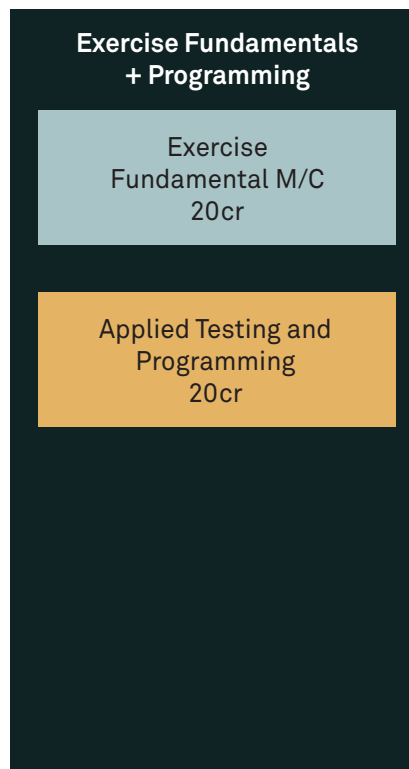 Exercise Fundamentals
+ Programming
Exercise
Fundamental M/C
20cr
Applied Testing and
Programming
20cr